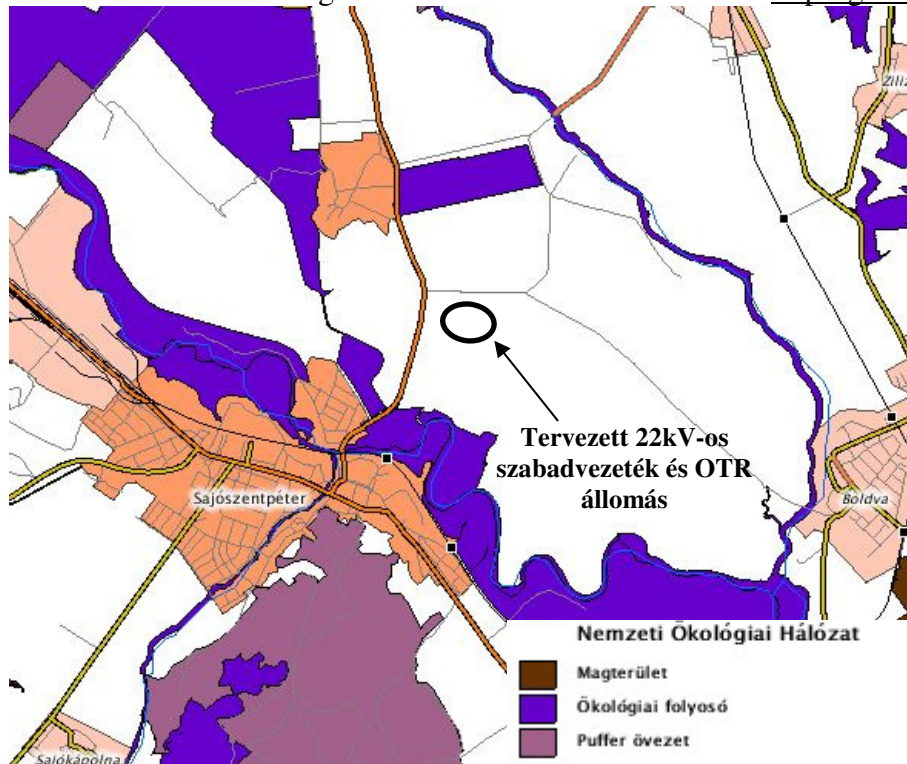 Ziliz
Tervezett 22kV-os
szabadvezeték és OTR
állomás
Sajószentpéter
Boldva
Nemzeti Ökológiai Hálózat
Magterület
Ökológiai folyosó
Puffer övezet
Sajókápolna